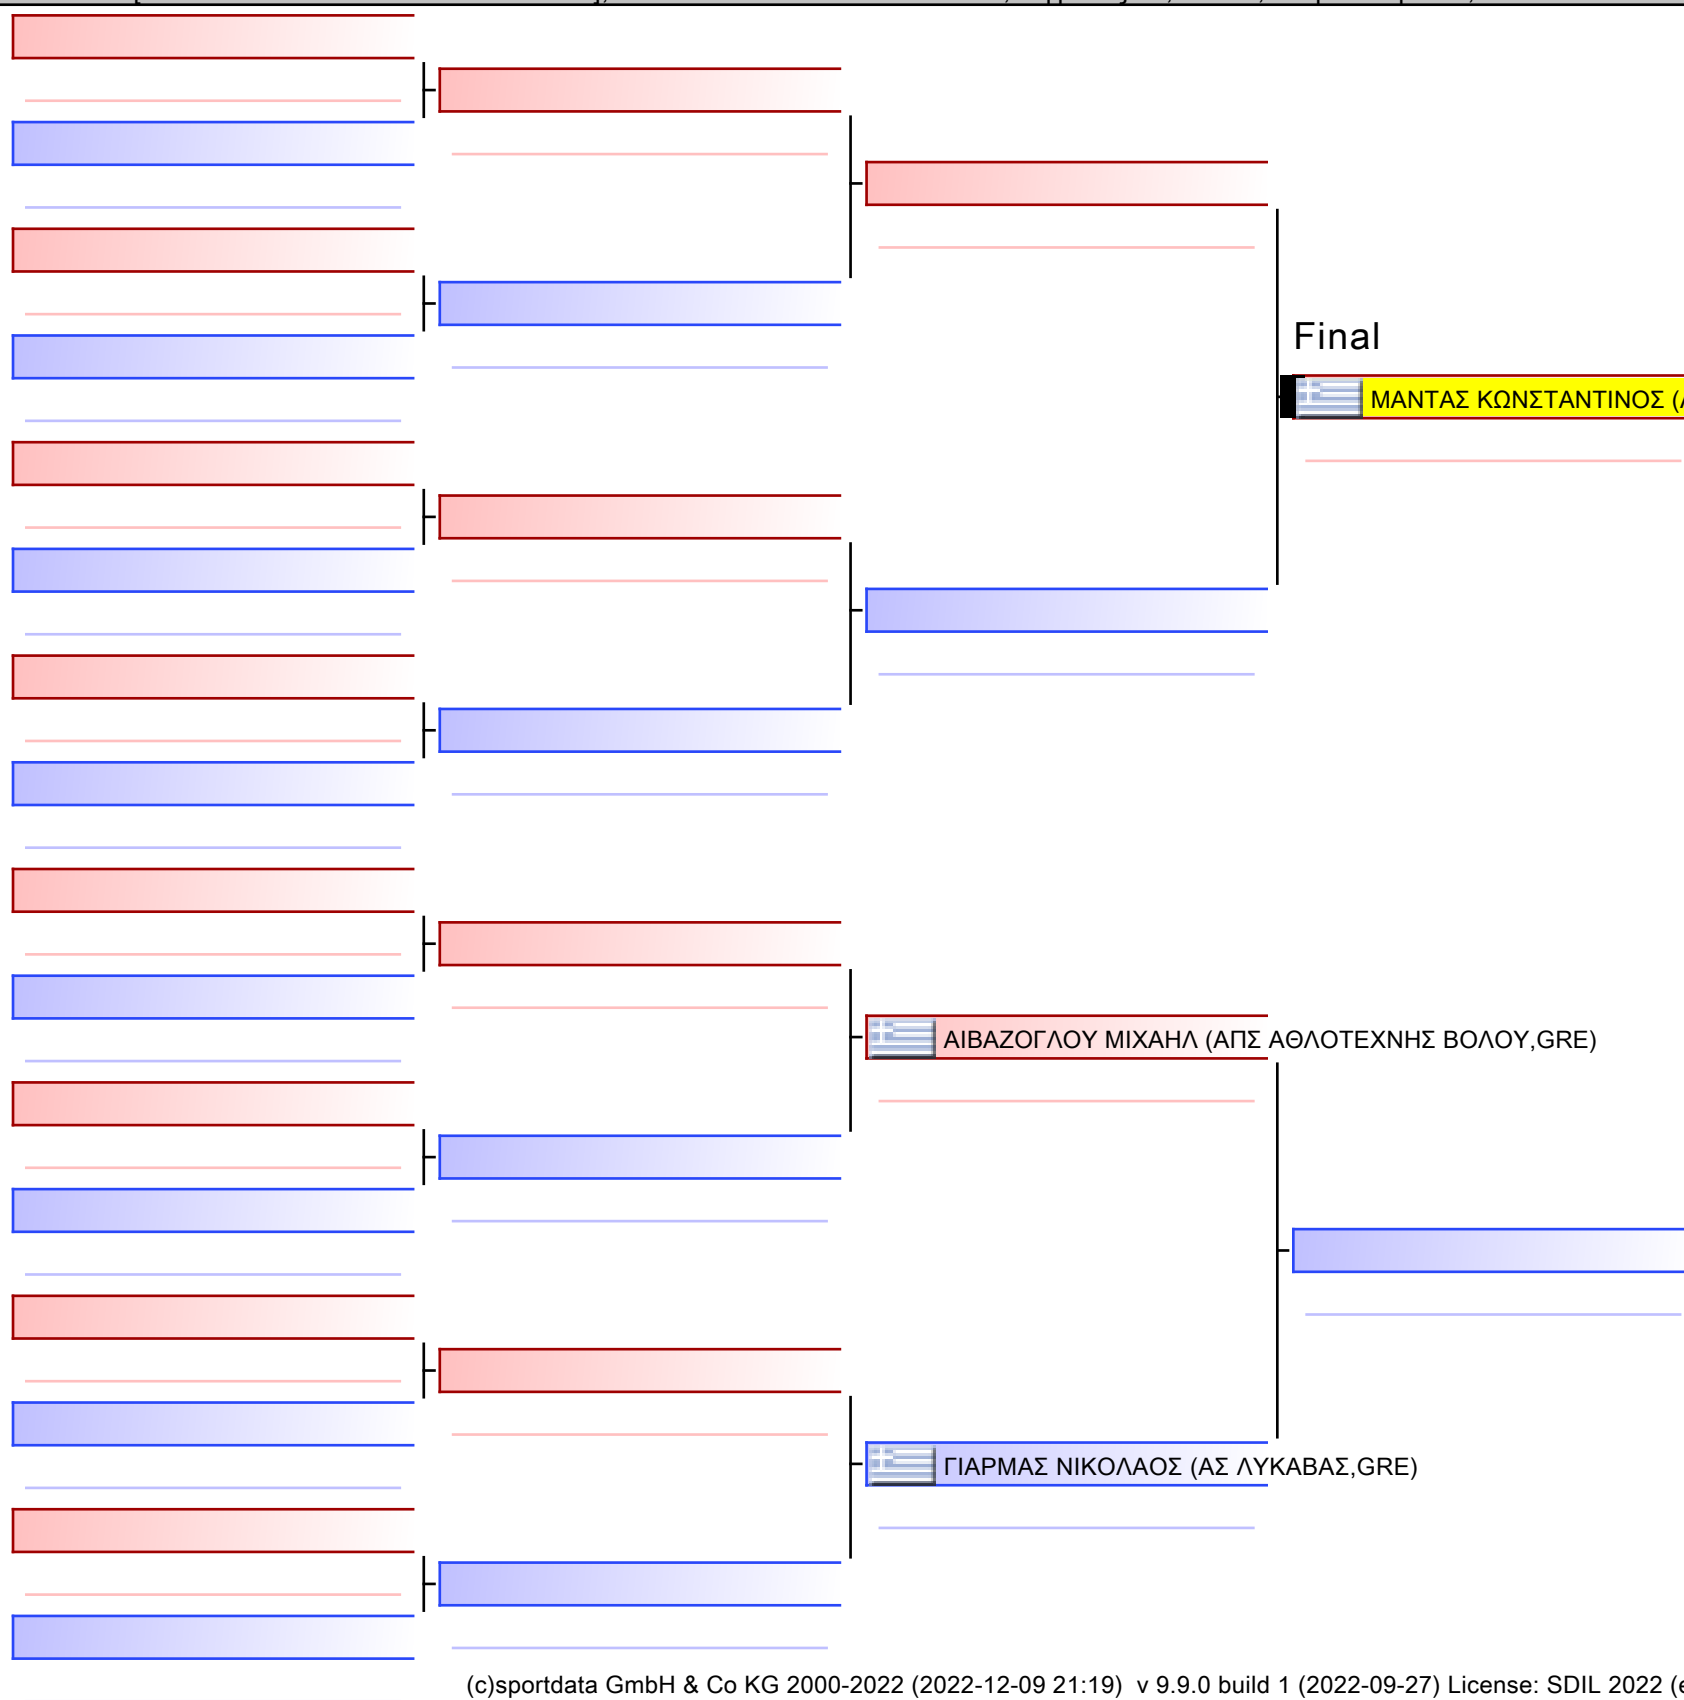 Final
ΜΑΝΤΑΣ ΚΩΝΣΤΑΝΤΙΝΟΣ
ΑΙΒΑΖΟΓΛΟΥ ΜΙΧΑΗΛ (ΑΠΣ ΑΘΛΟΤΕΧΝΗΣ ΒΟΛΟΥ,GRE)
ΓΙΑΡΜΑΣ ΝΙΚΟΛΑΟΣ (ΑΣ ΛΥΚΑΒΑΣ,GRE)
(c)sportdata GmbH & Co KG 2000-2022 (2022-12-09 21:19) v 9.9.0 build 1 (2022-09-27) License: SDIL 2022